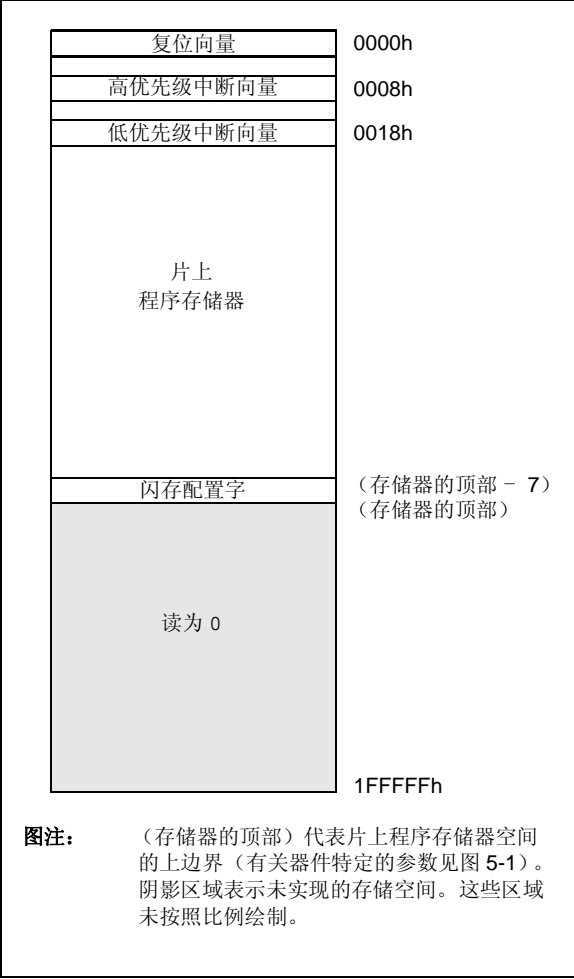 复位向量 0000h
高优先级中断向量 0008h
低优先级中断向量 0018h
片上
程序存储器
闪存配置字 （存储器的顶部 － 7）
（存储器的顶部）
读为 0
1FFFFFh
图注： （存储器的顶部）代表片上程序存储器空间
的上边界（有关器件特定的参数见图 5-1）。
阴影区域表示未实现的存储空间。这些区域
未按照比例绘制。